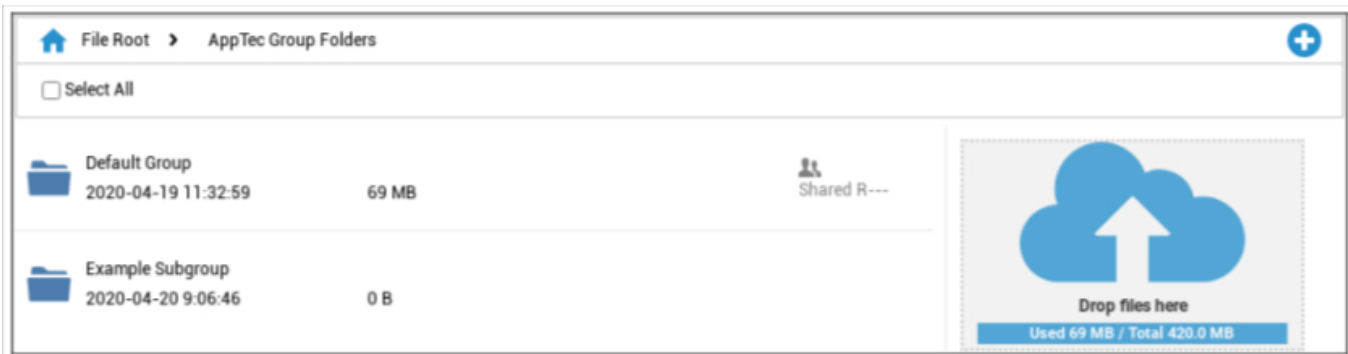 File Root > AppTec Group Folders
Select All
Default Group
2020-04-19 11:32:59 69 MB
Shared R---
Example Subgroup
2020-04-20 9:06:46 0 B
Drop files here
Used 69 MB / Total 420.0 MB